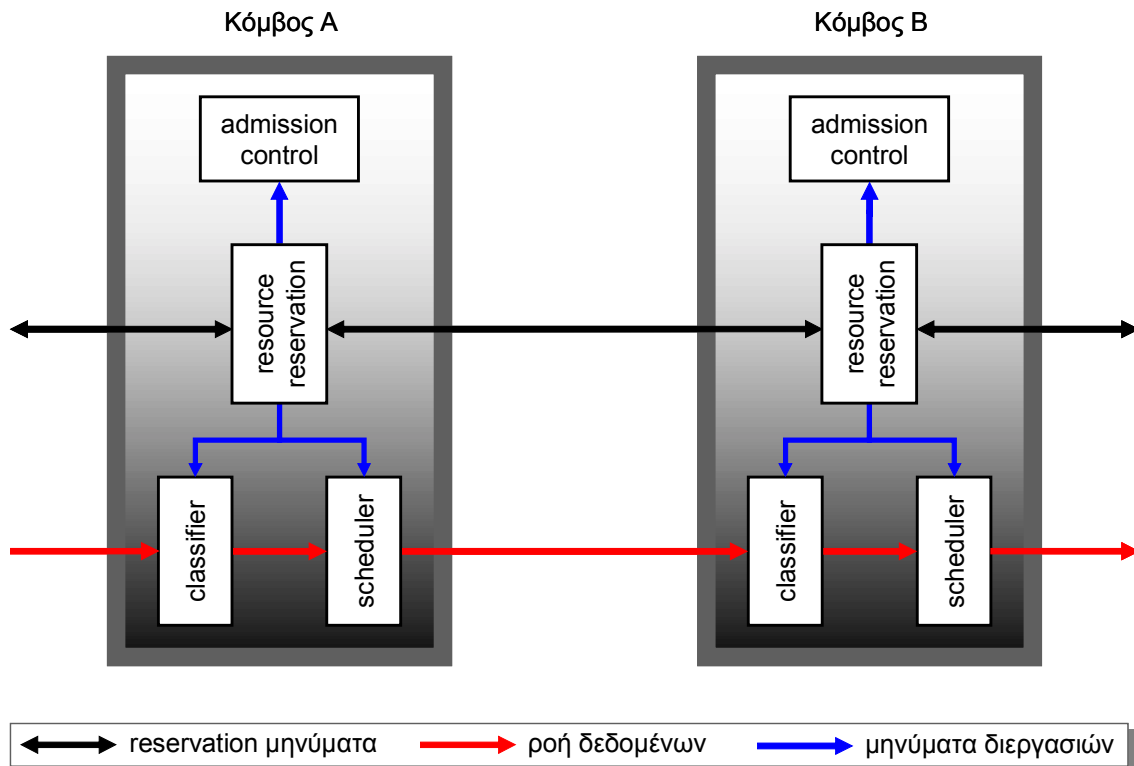 Κόμβος Α
Κόμβος Β
admission
control
admission
control
resource
reservation
resource
reservation
classifier
scheduler
classifier
scheduler
reservation μηνύματα
ροή δεδομένων
μηνύματα διεργασιών